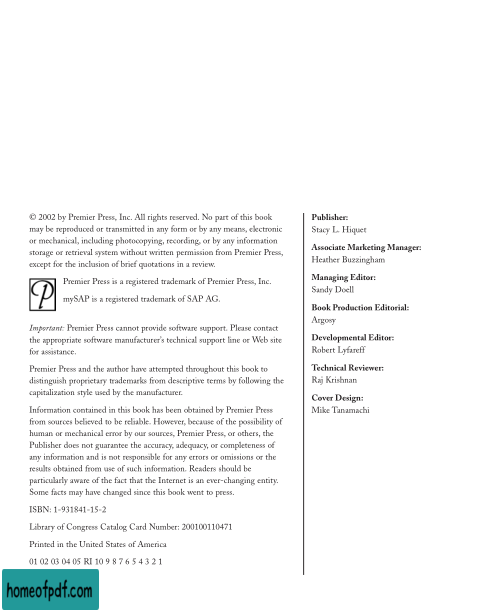 © 2002 by Premier Press, Inc. All rights reserved. No part of this book
may be reproduced or transmitted in any form or by any means, electronic
or mechanical, including photocopying, recording, or by any information
storage or retrieval system without written permission from Premier Press,
except for the inclusion of brief quotations in a review.
Premier Press is a registered trademark of Premier Press, Inc.
mySAP is a registered trademark of SAP AG.
Important: Premier Press cannot provide software support. Please contact
the appropriate software manufacturer's technical support line or Web site
for assistance.
Premier Press and the author have attempted throughout this book to
distinguish proprietary trademarks from descriptive terms by following the
capitalization style used by the manufacturer.
Information contained in this book has been obtained by Premier Press
from sources believed to be reliable. However, because of the possibility of
human or mechanical error by our sources, Premier Press, or others, the
Publisher does not guarantee the accuracy, adequacy, or completeness of
any information and is not responsible for any errors or omissions or the
results obtained from use of such information. Readers should be
particularly aware of the fact that the Internet is an ever-changing entity.
Some facts may have changed since this book went to press.
ISBN: 1-931841-15-2
Library of Congress Catalog Card Number: 200100110471
Printed in the United States of America
01 02 03 04 05 RI 10 9 8 7 6 5 4 3 2 1
Publisher:
Stacy L. Hiquet
Associate Marketing Manager:
Heather Buzzingham
Managing Editor:
Sandy Doell
Book Production Editorial:
Argosy
Developmental Editor:
Robert Lyfareff
Technical Reviewer:
Raj Krishnan
Cover Design:
Mike Tanamachi
homeofpdf.com